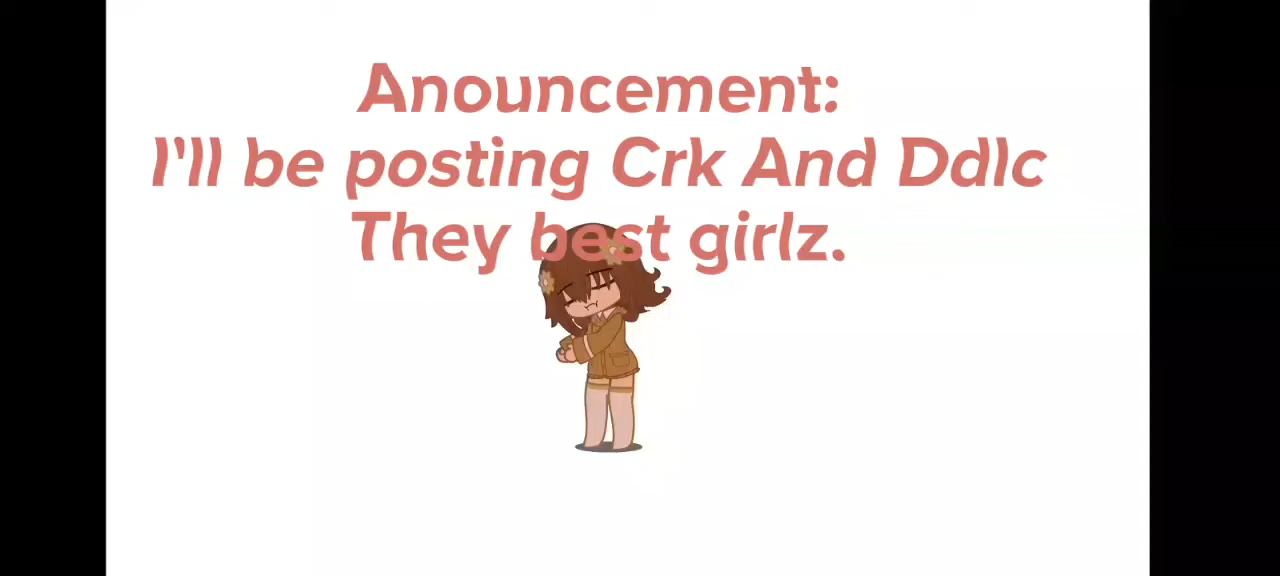 Anouncement:
I'll be posting Crk And Ddlc
They best girlz.